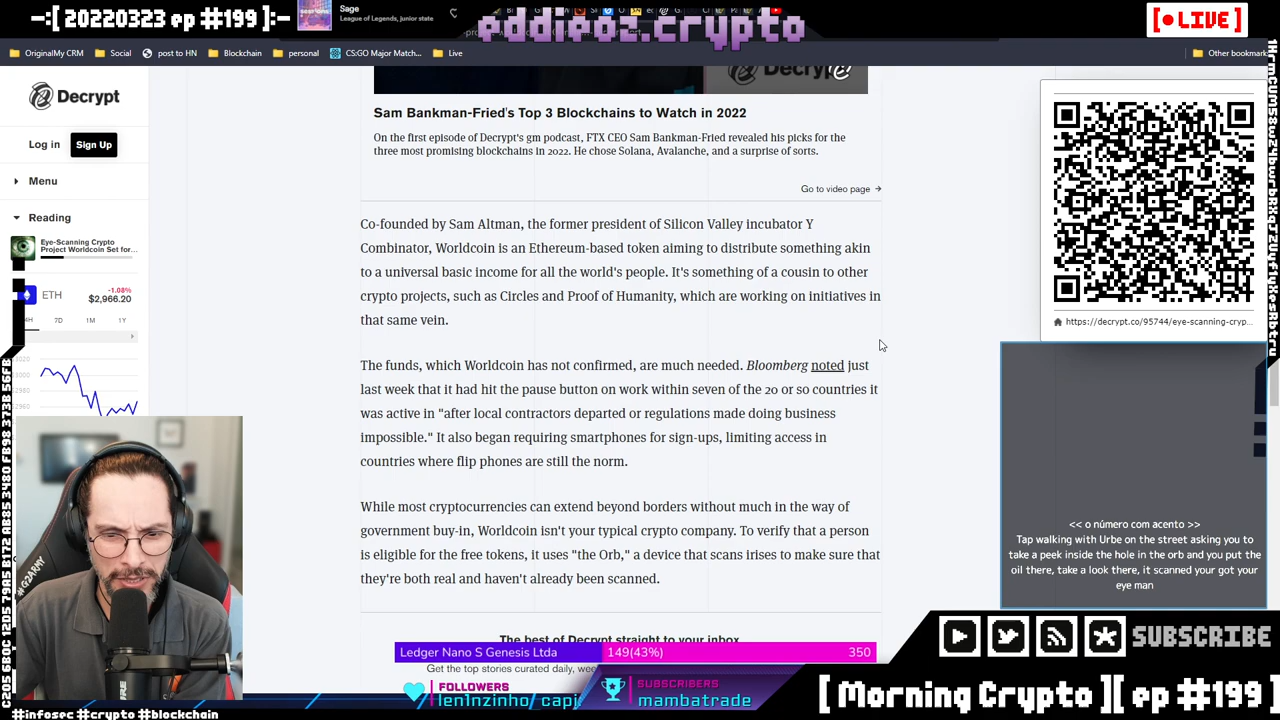 -:[ 20220323 ep #199 ]:-
Sage
League of Legends, junior state
eddieoz.crypto
[● LIVE]
OriginalMy CRM
Social
post to HN
Blockchain
personal
CS:GO Major Match...
Live
Other bookmark
Decrypt
Log in
Sign Up
Menu
Reading
Eye-Scanning Crypto
Project Worldcoin Set for...
ETH
-1.08%
$2,966.20
7D
1M
1Y
Decrypt
Sam Bankman-Fried's Top 3 Blockchains to Watch in 2022
On the first episode of Decrypt's gm podcast, FTX CEO Sam Bankman-Fried revealed his picks for the
three most promising blockchains in 2022. He chose Solana, Avalanche, and a surprise of sorts.
Go to video page →
Co-founded by Sam Altman, the former president of Silicon Valley incubator Y
Combinator, Worldcoin is an Ethereum-based token aiming to distribute something akin
to a universal basic income for all the world's people. It's something of a cousin to other
crypto projects, such as Circles and Proof of Humanity, which are working on initiatives in
that same vein.
The funds, which Worldcoin has not confirmed, are much needed. Bloomberg noted just
last week that it had hit the pause button on work within seven of the 20 or so countries it
was active in "after local contractors departed or regulations made doing business
impossible." It also began requiring smartphones for sign-ups, limiting access in
countries where flip phones are still the norm.
While most cryptocurrencies can extend beyond borders without much in the way of
government buy-in, Worldcoin isn't your typical crypto company. To verify that a person
is eligible for the free tokens, it uses "the Orb," a device that scans irises to make sure that
they're both real and haven't already been scanned.
The best of Decrypt straight to your inbox
Get the top stories curated daily, wee
https://decrypt.co/95744/eye-scanning-cryp...
<< o número com acento >>
Tap walking with Urbe on the street asking you to
take a peek inside the hole in the orb and you put the
oil there, take a look there, it scanned your got your
eye man
Ledger Nano S Genesis Ltda
149(43%)
350
FOLLOWERS
len1nzinho/ capj
SUBSCRIBERS
mambatrade
SUBSCRIBE
[ Morning Crypto ][ ep #199 ]
#infosec #crypto #blockchain